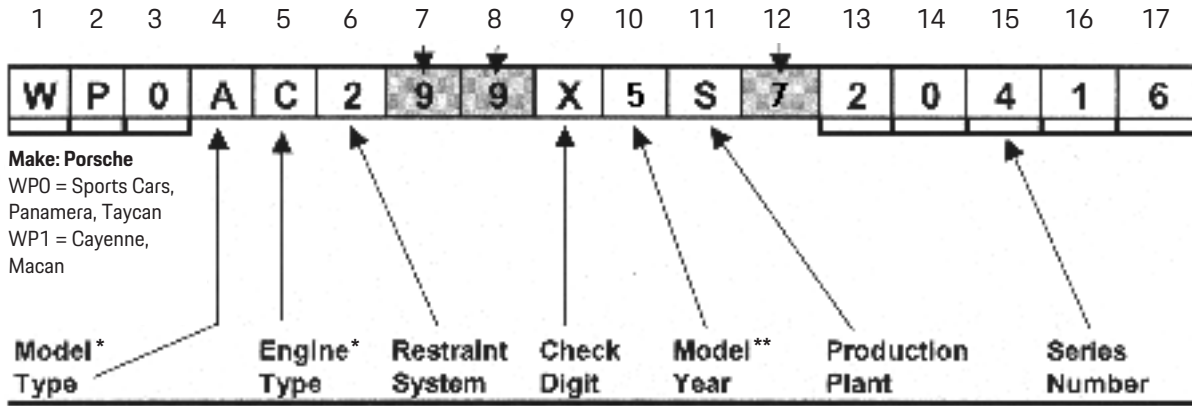 1 2 3 4 5 6 7 8 9 10 11 12 13 14 15 16 17
W P 0 A C 2 9 9 X 5 S 7 2 0 4 1 6
Make: Porsche
WP0 = Sports Cars,
Panamera, Taycan
WP1 = Cayenne,
Macan
Model*
Type
Engine*
Type
Restraint
System
Check
Digit
Model**
Year
Production
Plant
Series
Number